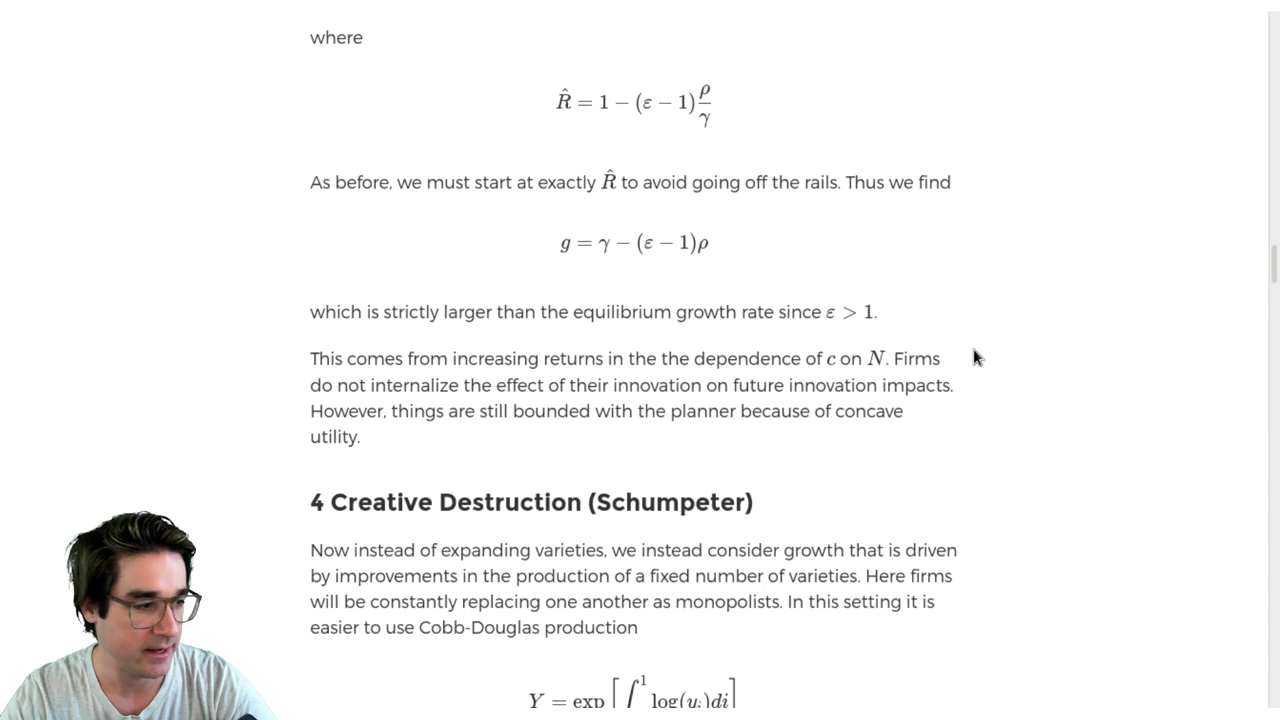 where
R̂ = 1 − (ε − 1) ρ/γ
As before, we must start at exactly R̂ to avoid going off the rails. Thus we find
g = γ − (ε − 1)ρ
which is strictly larger than the equilibrium growth rate since ε > 1.
This comes from increasing returns in the the dependence of c on N. Firms
do not internalize the effect of their innovation on future innovation impacts.
However, things are still bounded with the planner because of concave
utility.
4 Creative Destruction (Schumpeter)
Now instead of expanding varieties, we instead consider growth that is driven
by improvements in the production of a fixed number of varieties. Here firms
will be constantly replacing one another as monopolists. In this setting it is
easier to use Cobb-Douglas production
Y = exp [∫¹ log(yᵢ)di]